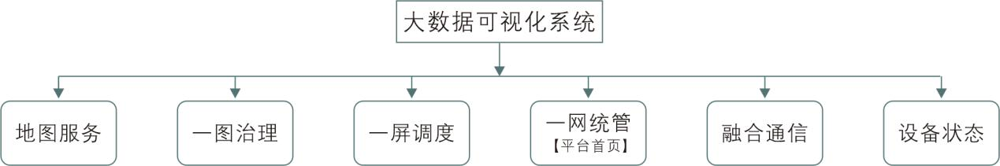 大数据可视化系统
地图服务
一图治理
一屏调度
一网统管
【平台首页】
融合通信
设备状态